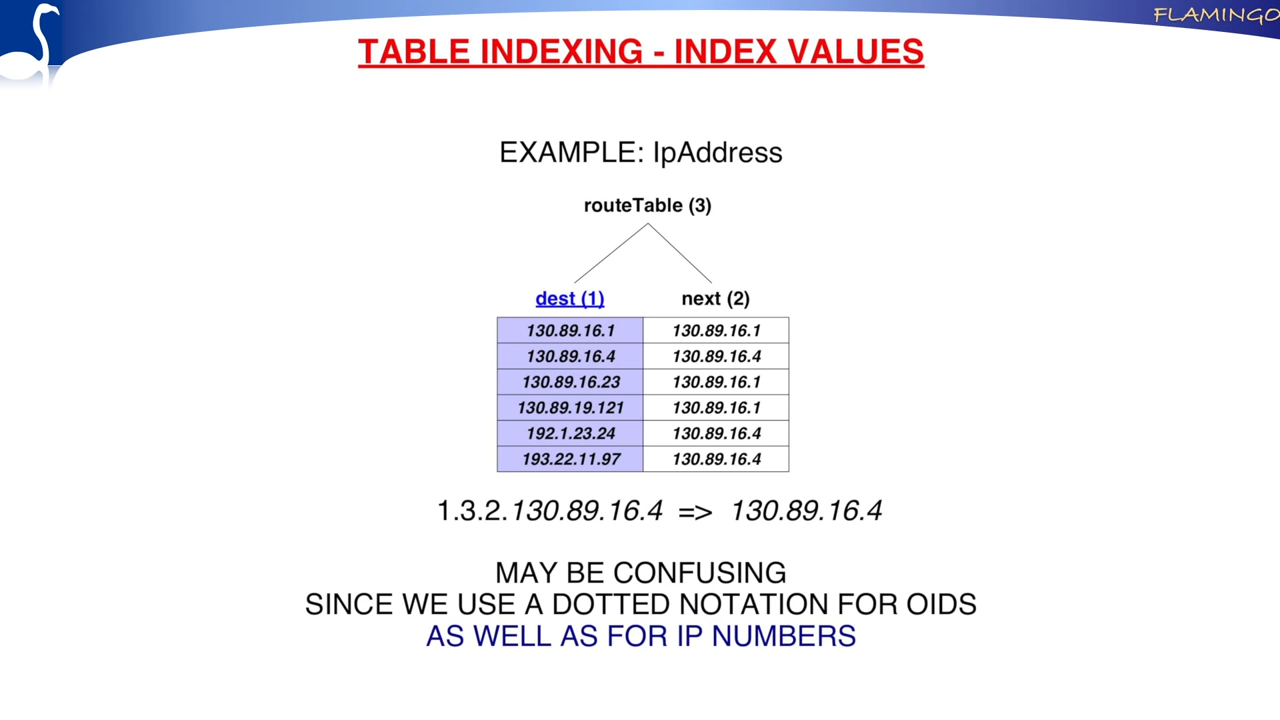 FLAMINGO
TABLE INDEXING - INDEX VALUES
EXAMPLE: IpAddress
routeTable (3)
dest (1) next (2)
130.89.16.1 130.89.16.1
130.89.16.4 130.89.16.4
130.89.16.23 130.89.16.1
130.89.19.121 130.89.16.1
192.1.23.24 130.89.16.4
193.22.11.97 130.89.16.4
1.3.2.130.89.16.4 => 130.89.16.4
MAY BE CONFUSING
SINCE WE USE A DOTTED NOTATION FOR OIDS
AS WELL AS FOR IP NUMBERS